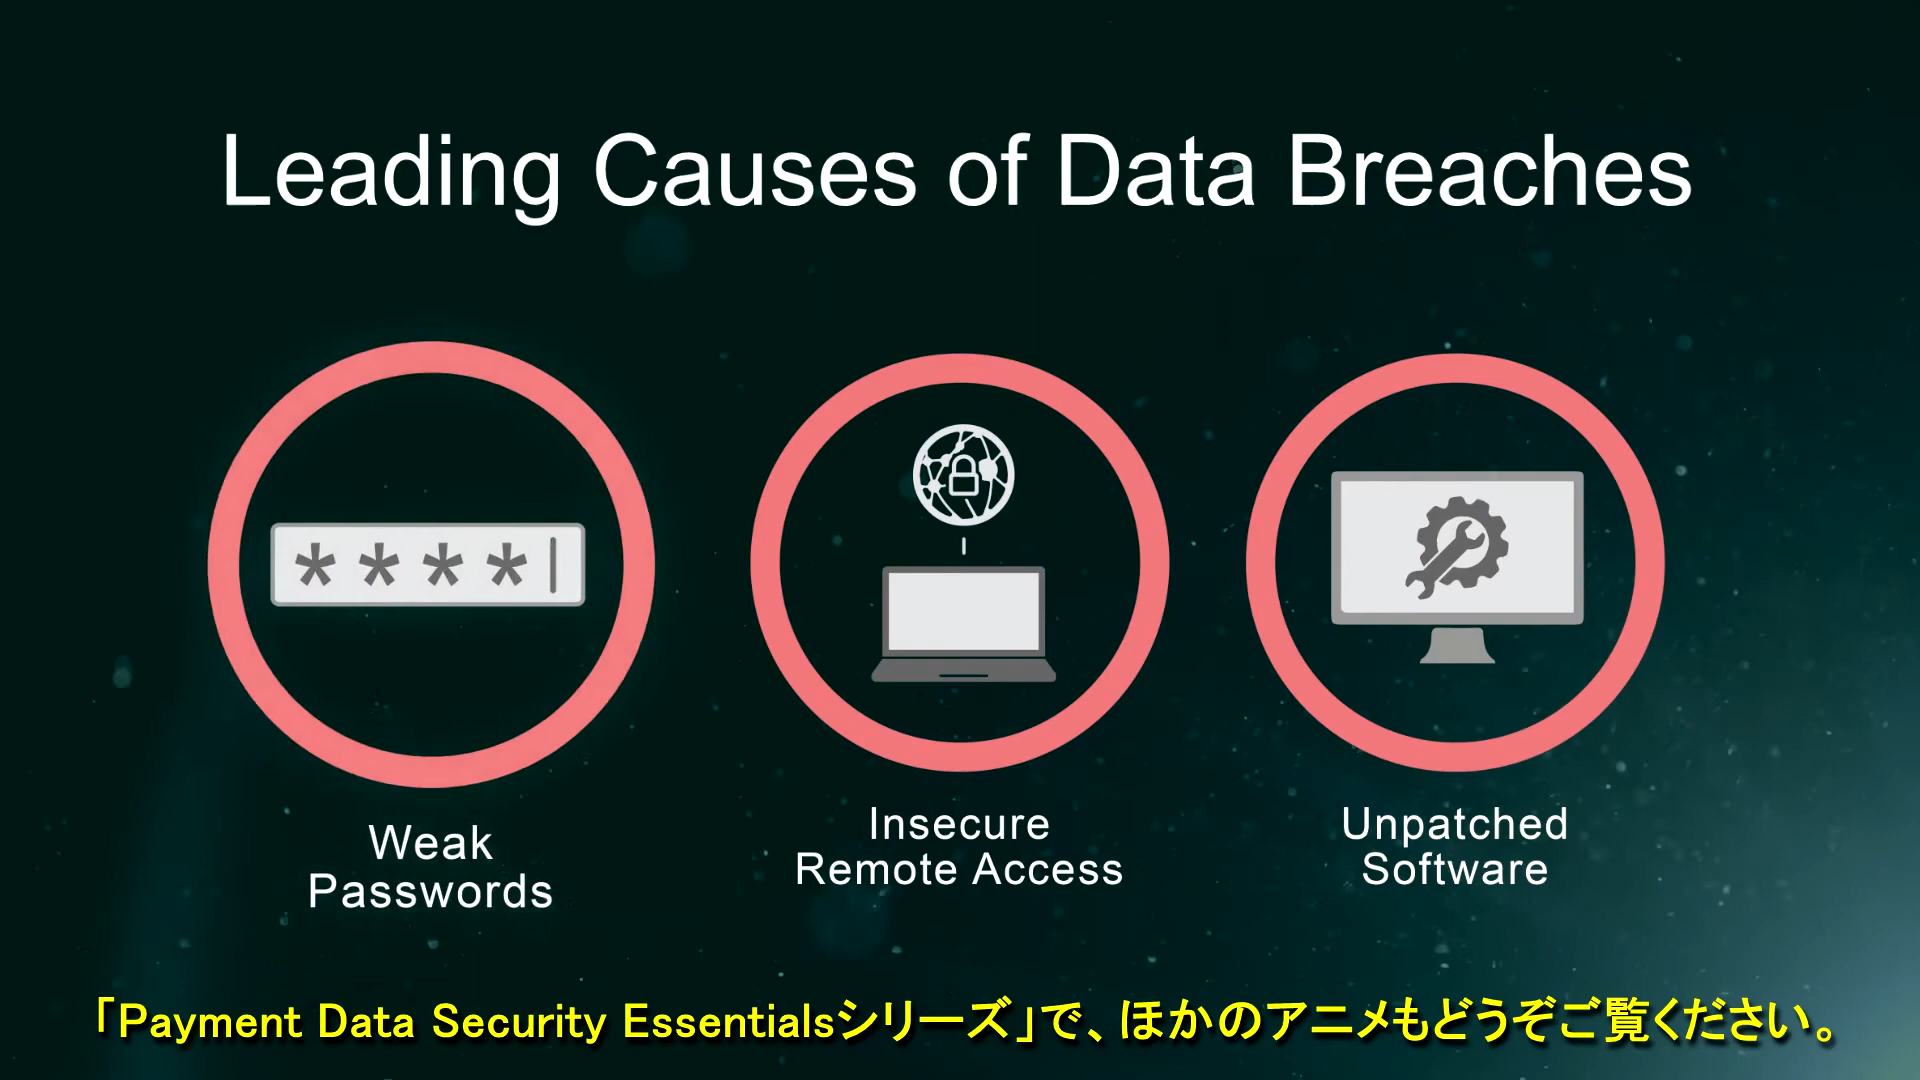 Leading Causes of Data Breaches
****|
Weak
Passwords
Insecure
Remote Access
Unpatched
Software
「Payment Data Security Essentialsシリーズ」で、ほかのアニメもどうぞご覧ください。